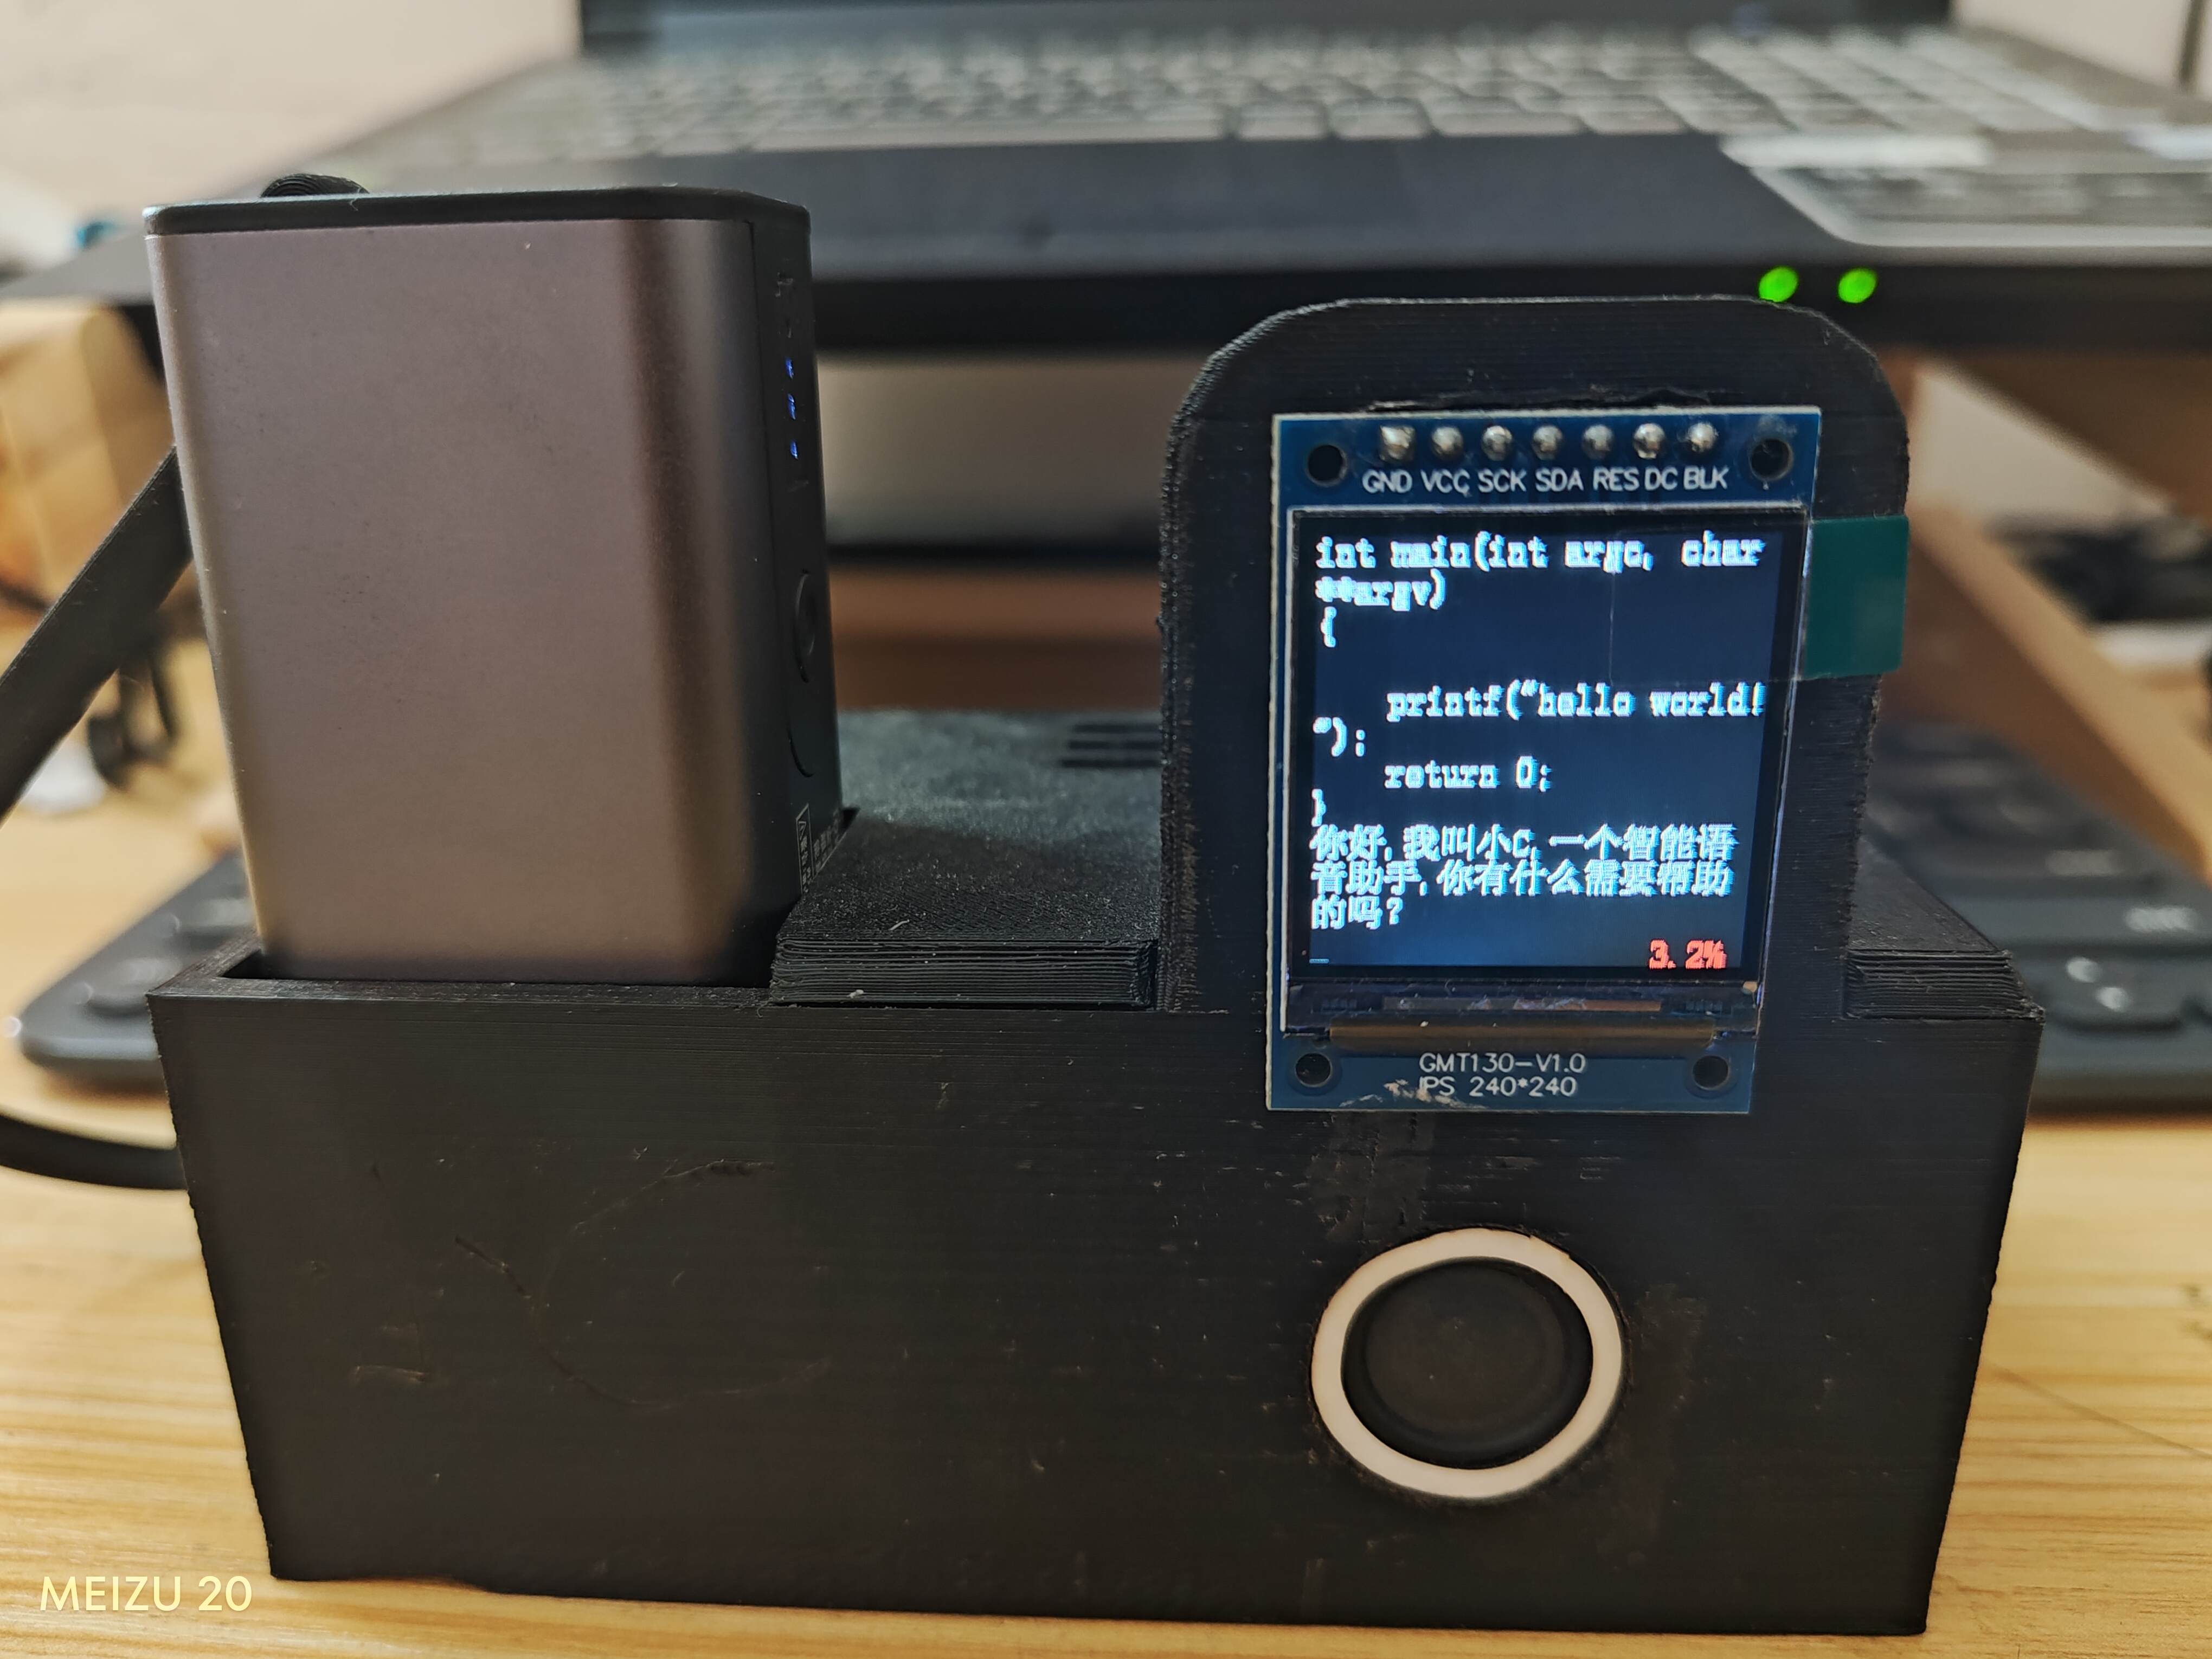 GND VCC SCK SDA RES DC BLK
int main(int argc, char
**argv)
{
printf("hello world!
");
return 0;
}
你好, 我叫小C, 一个智能语
音助手, 你有什么需要帮助
的吗?
_
3.2%
GMT130-V1.0
IPS 240*240
MEIZU 20